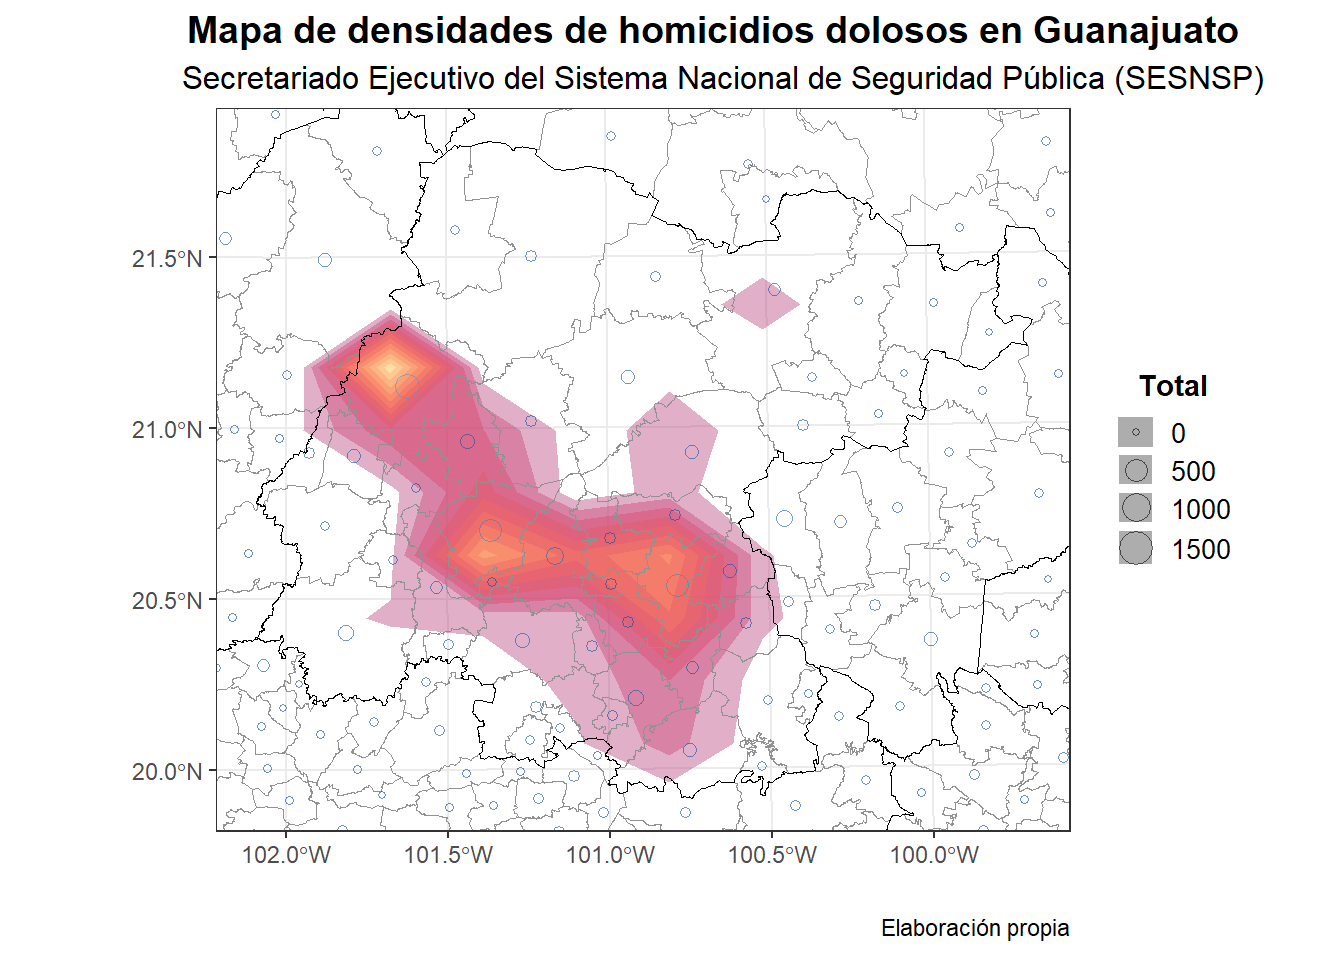 Mapa de densidades de homicidios dolosos en Guanajuato
Secretariado Ejecutivo del Sistema Nacional de Seguridad Pública (SESNSP)
21.5°N
21.0°N
20.5°N
20.0°N
102.0°W
101.5°W
101.0°W
100.5°W
100.0°W
Total
0
500
1000
1500
Elaboración propia